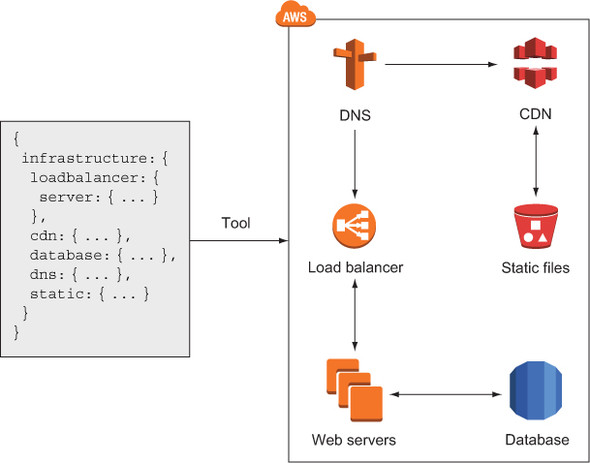 AWS
DNS
CDN
{
infrastructure: {
loadbalancer: {
server: { ... }
},
cdn: { ... },
database: { ... },
dns: { ... },
static: { ... }
}
}
Tool
Load balancer
Static files
Web servers
Database